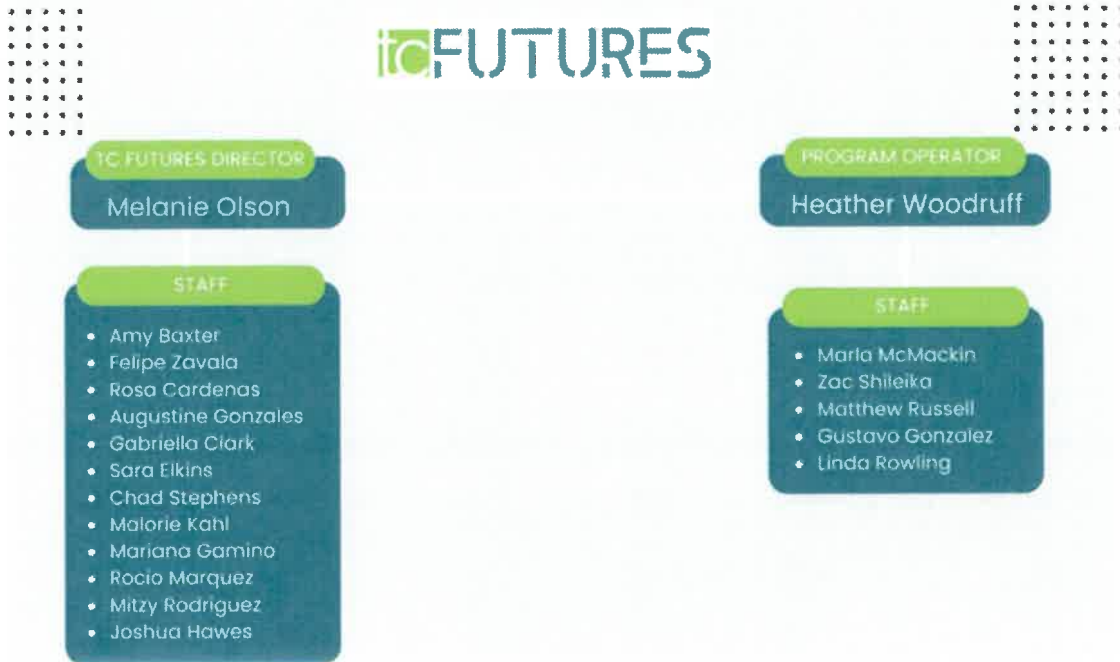 tcFUTURES
TC FUTURES DIRECTOR
Melanie Olson
STAFF
• Amy Baxter
• Felipe Zavala
• Rosa Cardenas
• Augustine Gonzales
• Gabriella Clark
• Sara Elkins
• Chad Stephens
• Malorie Kahl
• Mariana Gamino
• Rocio Marquez
• Mitzy Rodriguez
• Joshua Hawes
PROGRAM OPERATOR
Heather Woodruff
STAFF
• Marla McMackin
• Zac Shileika
• Matthew Russell
• Gustavo Gonzalez
• Linda Rowling